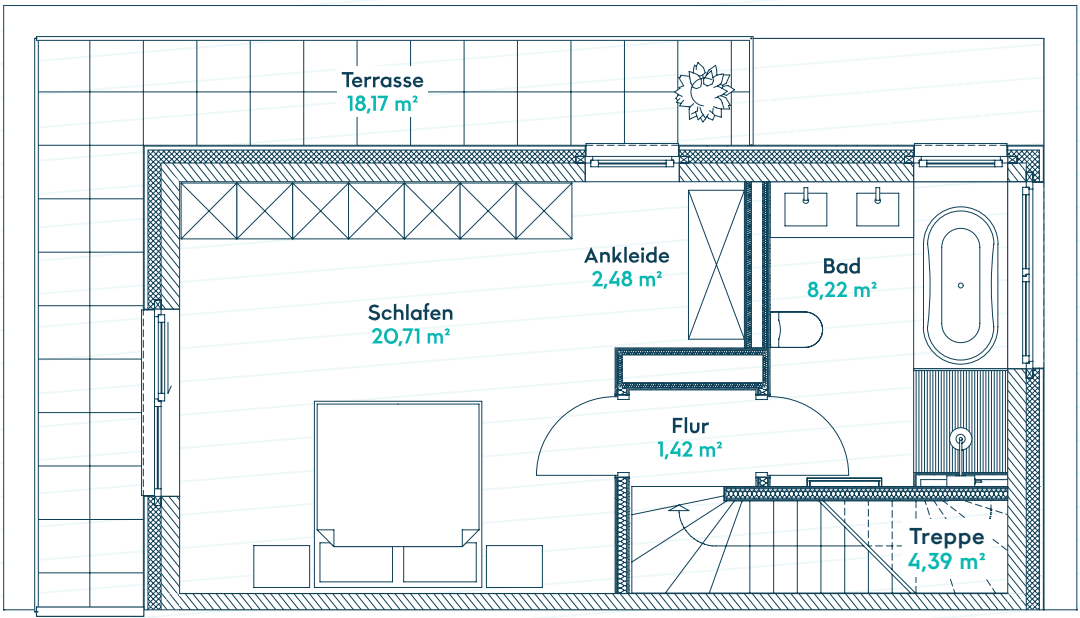 Terrasse
18,17 m²
Ankleide
2,48 m²
Bad
8,22 m²
Schlafen
20,71 m²
Flur
1,42 m²
Treppe
4,39 m²